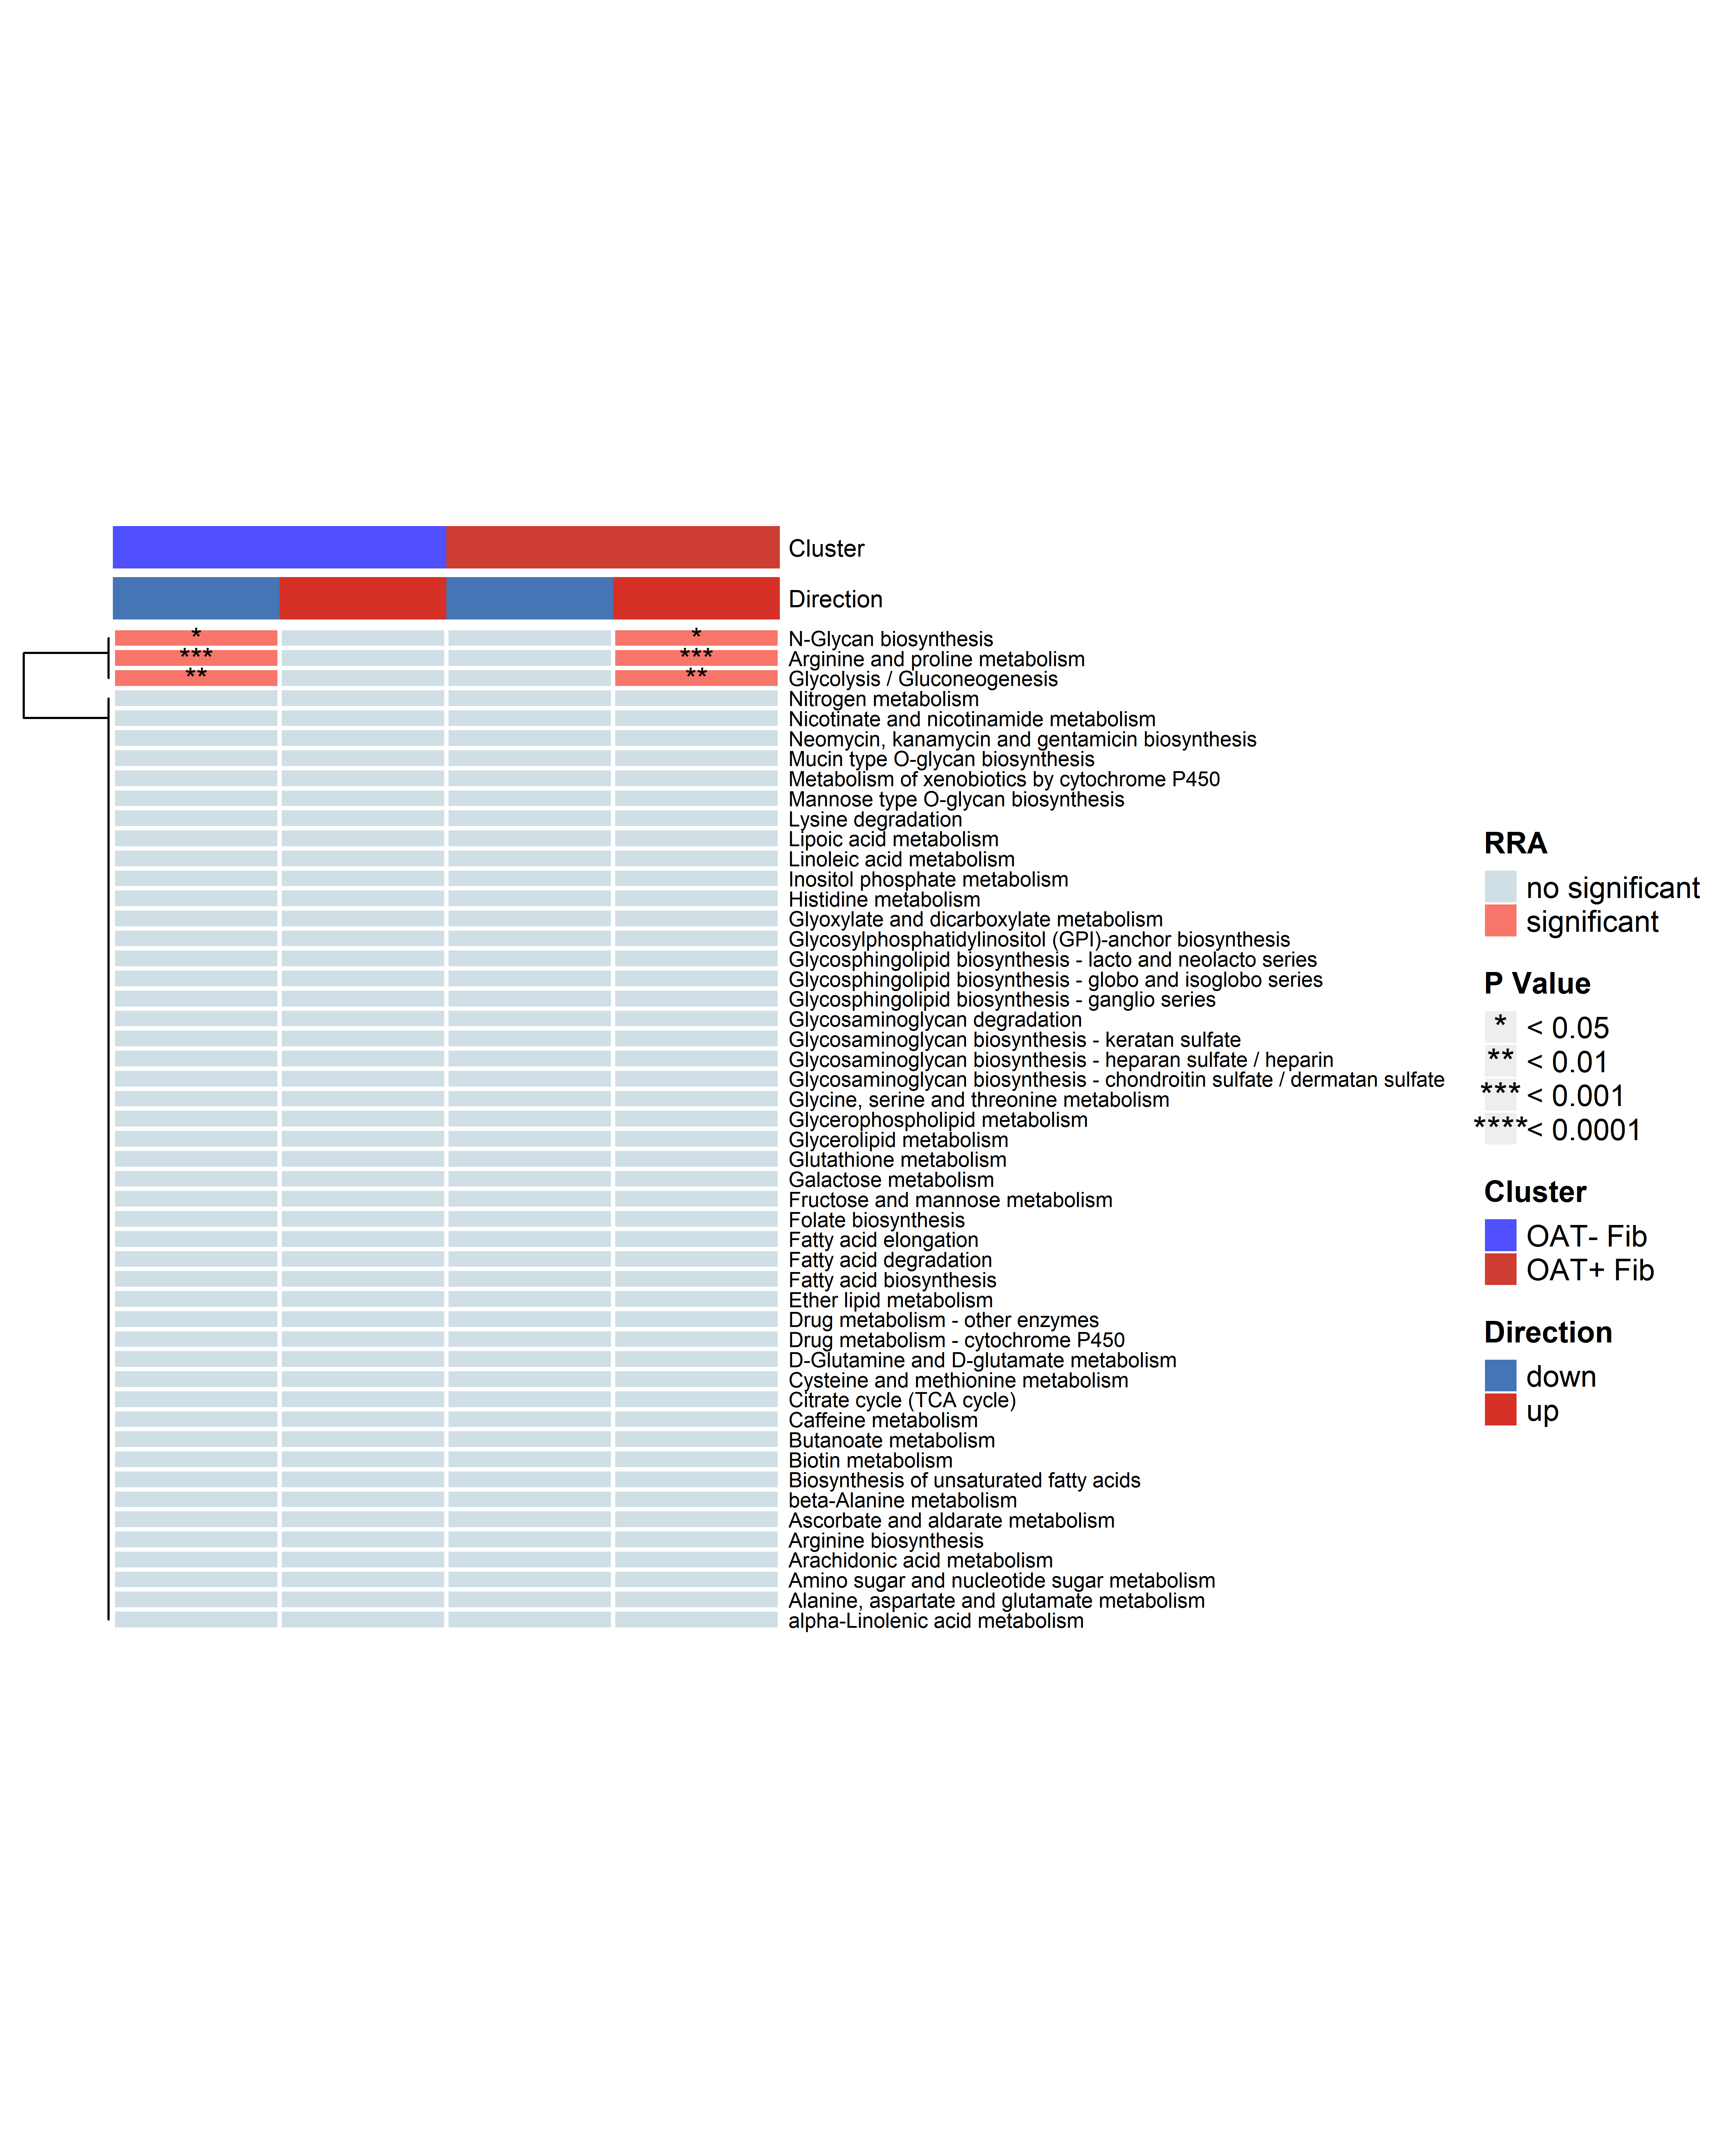 Cluster
Direction
* *
N-Glycan biosynthesis
*** ***
Arginine and proline metabolism
** **
Glycolysis / Gluconeogenesis
Nitrogen metabolism
Nicotinate and nicotinamide metabolism
Neomycin, kanamycin and gentamicin biosynthesis
Mucin type O-glycan biosynthesis
Metabolism of xenobiotics by cytochrome P450
Mannose type O-glycan biosynthesis
Lysine degradation
Lipoic acid metabolism
Linoleic acid metabolism
Inositol phosphate metabolism
Histidine metabolism
Glyoxylate and dicarboxylate metabolism
Glycosylphosphatidylinositol (GPI)-anchor biosynthesis
Glycosphingolipid biosynthesis - lacto and neolacto series
Glycosphingolipid biosynthesis - globo and isoglobo series
Glycosphingolipid biosynthesis - ganglio series
Glycosaminoglycan degradation
Glycosaminoglycan biosynthesis - keratan sulfate
Glycosaminoglycan biosynthesis - heparan sulfate / heparin
Glycosaminoglycan biosynthesis - chondroitin sulfate / dermatan sulfate
Glycine, serine and threonine metabolism
Glycerophospholipid metabolism
Glycerolipid metabolism
Glutathione metabolism
Galactose metabolism
Fructose and mannose metabolism
Folate biosynthesis
Fatty acid elongation
Fatty acid degradation
Fatty acid biosynthesis
Ether lipid metabolism
Drug metabolism - other enzymes
Drug metabolism - cytochrome P450
D-Glutamine and D-glutamate metabolism
Cysteine and methionine metabolism
Citrate cycle (TCA cycle)
Caffeine metabolism
Butanoate metabolism
Biotin metabolism
Biosynthesis of unsaturated fatty acids
beta-Alanine metabolism
Ascorbate and aldarate metabolism
Arginine biosynthesis
Arachidonic acid metabolism
Amino sugar and nucleotide sugar metabolism
Alanine, aspartate and glutamate metabolism
alpha-Linolenic acid metabolism
RRA
no significant
significant
P Value
* < 0.05
** < 0.01
*** < 0.001
**** < 0.0001
Cluster
OAT- Fib
OAT+ Fib
Direction
down
up